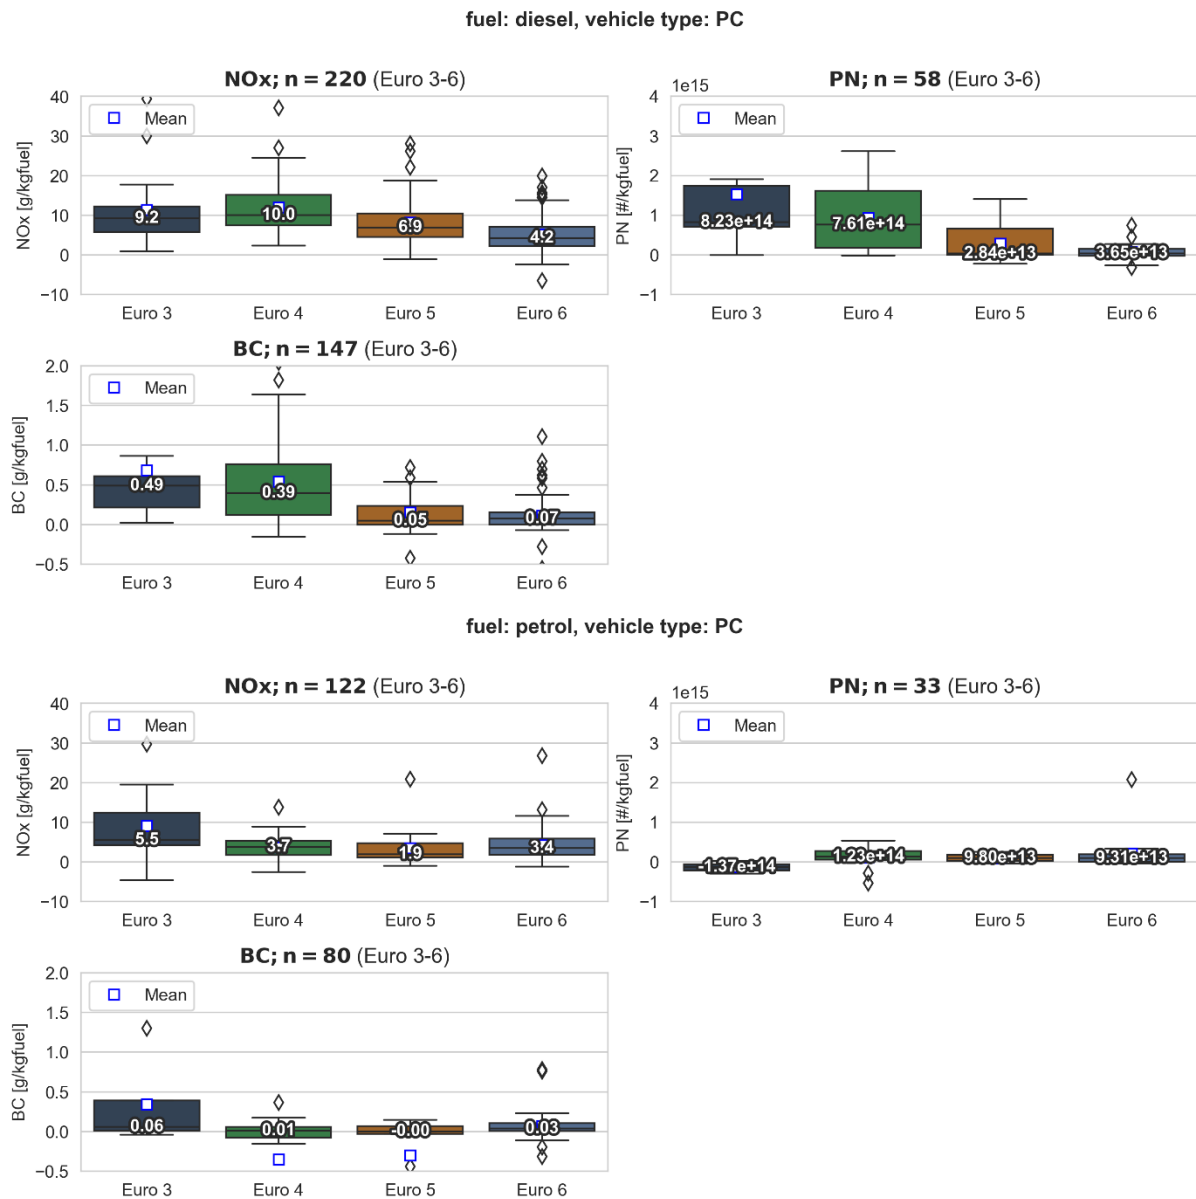 fuel: diesel, vehicle type: PC
NOx; n = 220 (Euro 3-6)
NOx [g/kgfuel]
40
30
20
10
0
−10
Mean
9.2
10.0
6.9
4.2
Euro 3
Euro 4
Euro 5
Euro 6
PN; n = 58 (Euro 3-6)
1e15
PN [#/kgfuel]
4
3
2
1
0
−1
Mean
8.23e+14
7.61e+14
2.84e+13
3.65e+13
Euro 3
Euro 4
Euro 5
Euro 6
BC; n = 147 (Euro 3-6)
BC [g/kgfuel]
2.0
1.5
1.0
0.5
0.0
−0.5
Mean
0.49
0.39
0.05
0.07
Euro 3
Euro 4
Euro 5
Euro 6
fuel: petrol, vehicle type: PC
NOx; n = 122 (Euro 3-6)
NOx [g/kgfuel]
40
30
20
10
0
−10
Mean
5.5
3.7
1.9
3.4
Euro 3
Euro 4
Euro 5
Euro 6
PN; n = 33 (Euro 3-6)
1e15
PN [#/kgfuel]
4
3
2
1
0
−1
Mean
-1.37e+14
1.23e+14
9.80e+13
9.31e+13
Euro 3
Euro 4
Euro 5
Euro 6
BC; n = 80 (Euro 3-6)
BC [g/kgfuel]
2.0
1.5
1.0
0.5
0.0
−0.5
Mean
0.06
0.01
-0.00
0.03
Euro 3
Euro 4
Euro 5
Euro 6